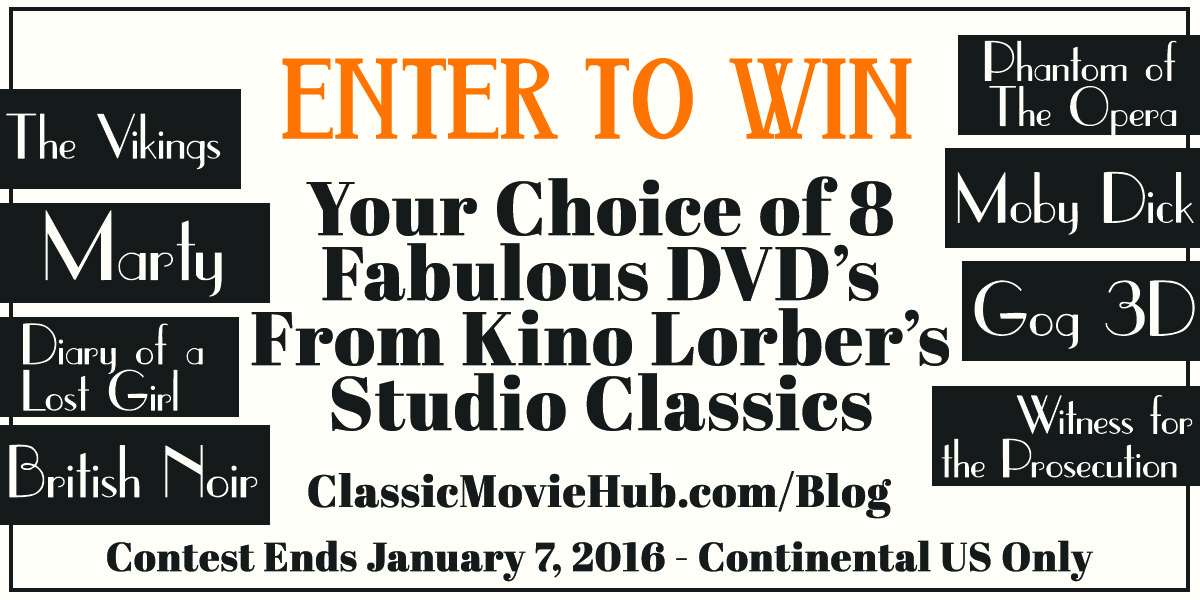 ENTER TO WIN
Your Choice of 8
Fabulous DVD's
From Kino Lorber's
Studio Classics
ClassicMovieHub.com/Blog
Contest Ends January 7, 2016 - Continental US Only
The Vikings
Marty
Diary of a
Lost Girl
British Noir
Phantom of
The Opera
Moby Dick
Gog 3D
Witness for
the Prosecution